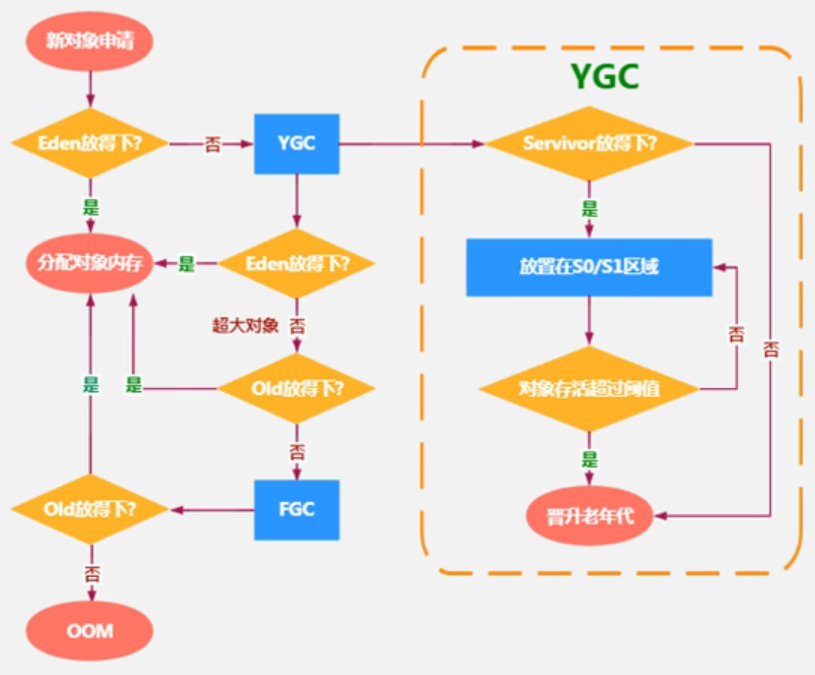 新对象申请
YGC
Eden放得下?
否
YGC
Servivor放得下?
是
是
分配对象内存
是
Eden放得下?
放置在S0/S1区域
超大对象
否
否
否
是
是
Old放得下?
对象存活超过阈值
否
是
Old放得下?
FGC
晋升老年代
否
OOM